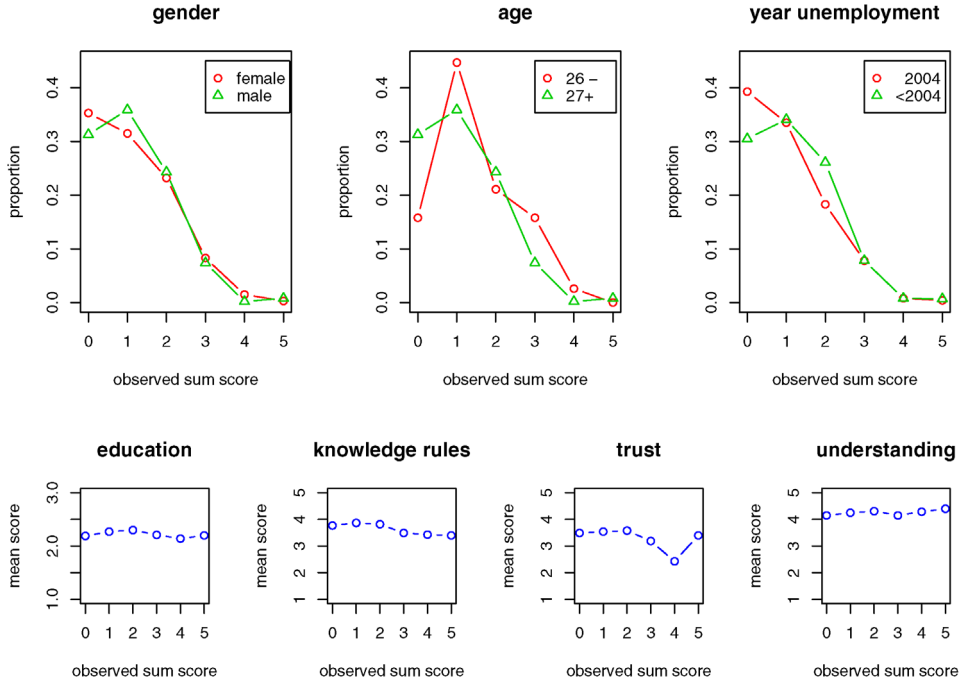 gender
age
year unemployment
female
male
26 −
27+
2004
<2004
proportion
0.0 0.1 0.2 0.3 0.4
0 1 2 3 4 5
observed sum score
proportion
0.0 0.1 0.2 0.3 0.4
0 1 2 3 4 5
observed sum score
proportion
0.0 0.1 0.2 0.3 0.4
0 1 2 3 4 5
observed sum score
education
knowledge rules
trust
understanding
mean score
1.0 2.0 3.0
0 1 2 3 4 5
observed sum score
mean score
1 2 3 4 5
0 1 2 3 4 5
observed sum score
mean score
1 2 3 4 5
0 1 2 3 4 5
observed sum score
mean score
1 2 3 4 5
0 1 2 3 4 5
observed sum score